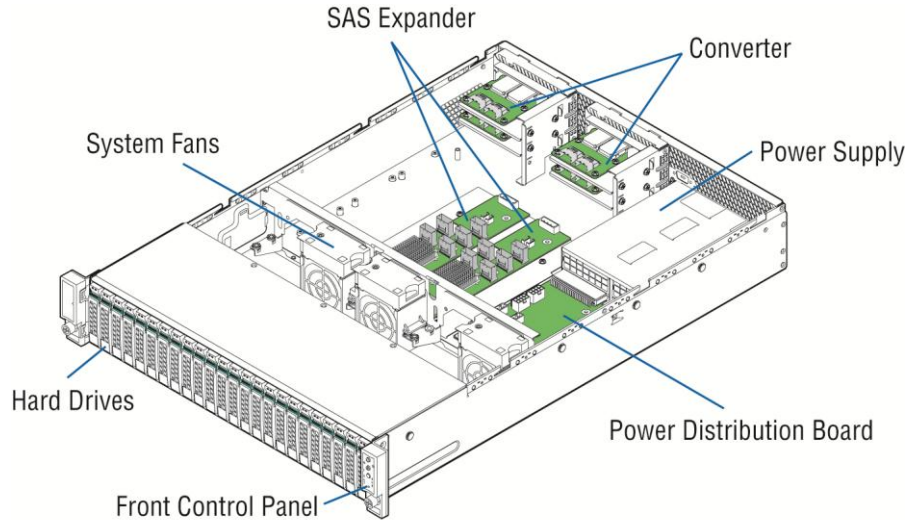 SAS Expander
Converter
System Fans
Power Supply
Hard Drives
Power Distribution Board
Front Control Panel